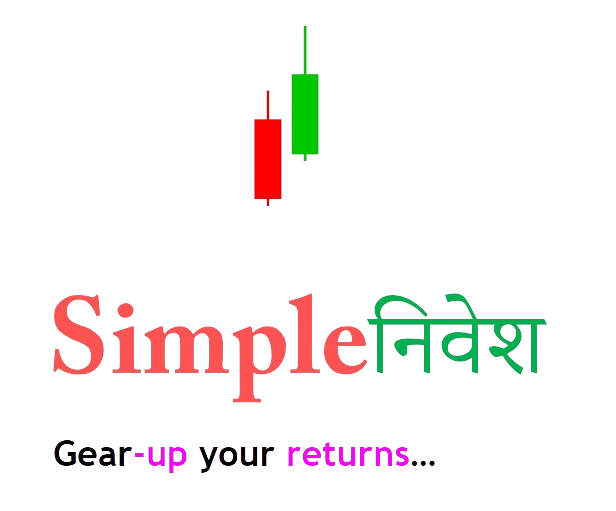 Simpleनिवेश
Gear-up your returns...